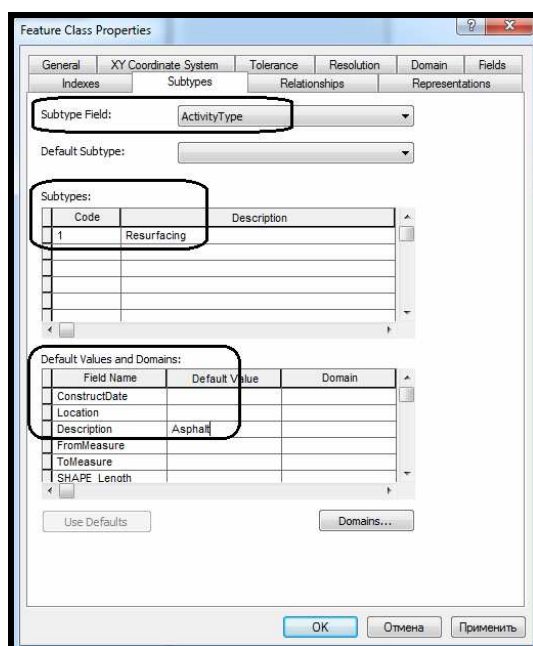 Feature Class Properties
General XY Coordinate System Tolerance Resolution Domain Fields
Indexes Subtypes Relationships Representations
Subtype Field: ActivityType
Default Subtype:
Subtypes:
Code Description
1 Resurfacing
Default Values and Domains:
Field Name Default Value Domain
ConstructDate
Location
Description Asphalt
FromMeasure
ToMeasure
SHAPE_Length
Use Defaults Domains...
OK Отмена Применить